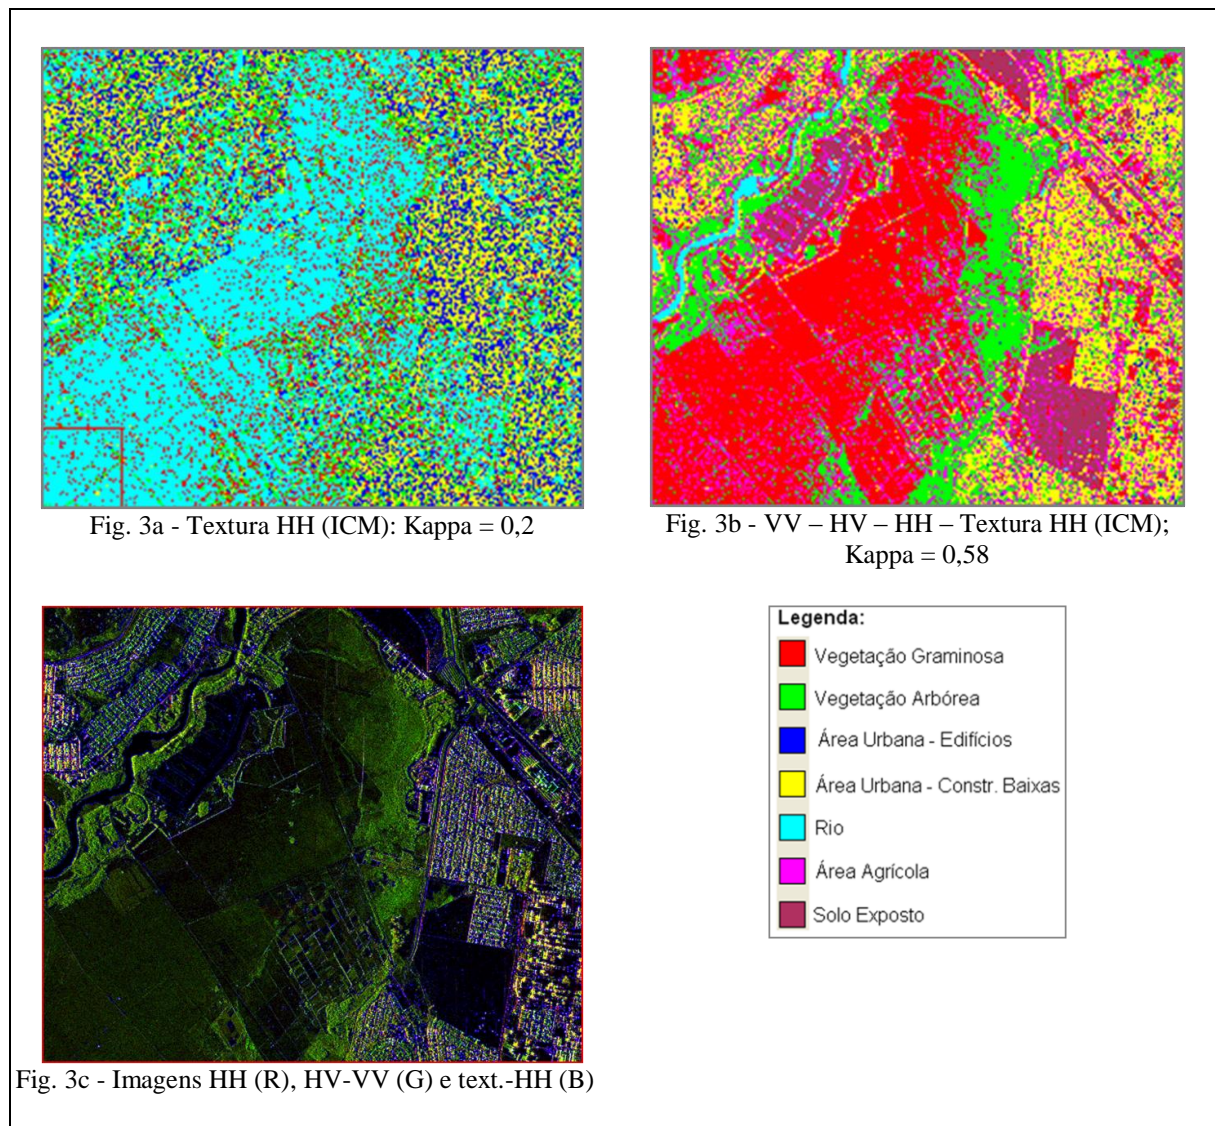 Fig. 3a - Textura HH (ICM): Kappa = 0,2
Fig. 3b - VV – HV – HH – Textura HH (ICM);
Kappa = 0,58
Legenda:
Vegetação Graminosa
Vegetação Arbórea
Área Urbana - Edifícios
Área Urbana - Constr. Baixas
Rio
Área Agrícola
Solo Exposto
Fig. 3c - Imagens HH (R), HV-VV (G) e text.-HH (B)